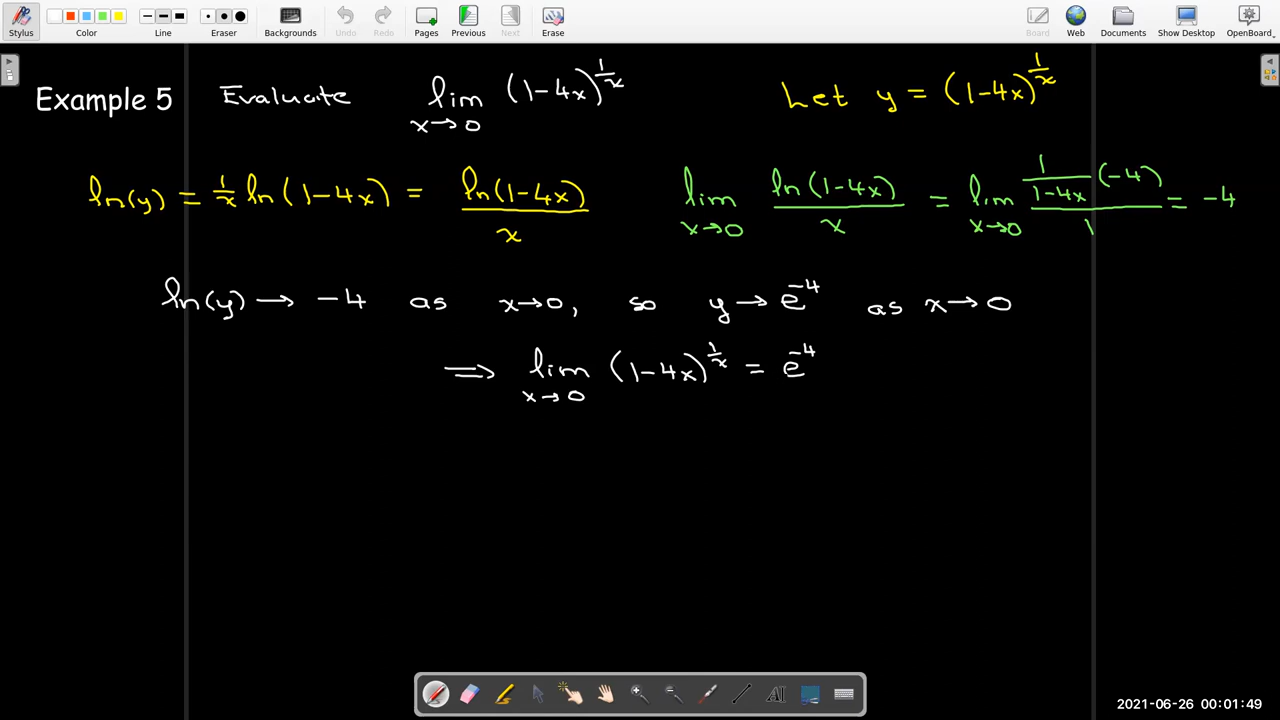 Stylus Color Line Eraser Backgrounds Undo Redo Pages Previous Next Erase Board Web Documents Show Desktop OpenBoard
Example 5 Evaluate lim x→0 (1-4x)^(1/x) Let y = (1-4x)^(1/x)
ln(y) = 1/x ln(1-4x) = ln(1-4x)/x lim x→0 ln(1-4x)/x = lim x→0 (1/(1-4x) (-4))/1 = -4
ln(y) → -4 as x→0, so y → e^-4 as x→0
⟹ lim x→0 (1-4x)^(1/x) = e^-4
AI
2021-06-26 00:01:49